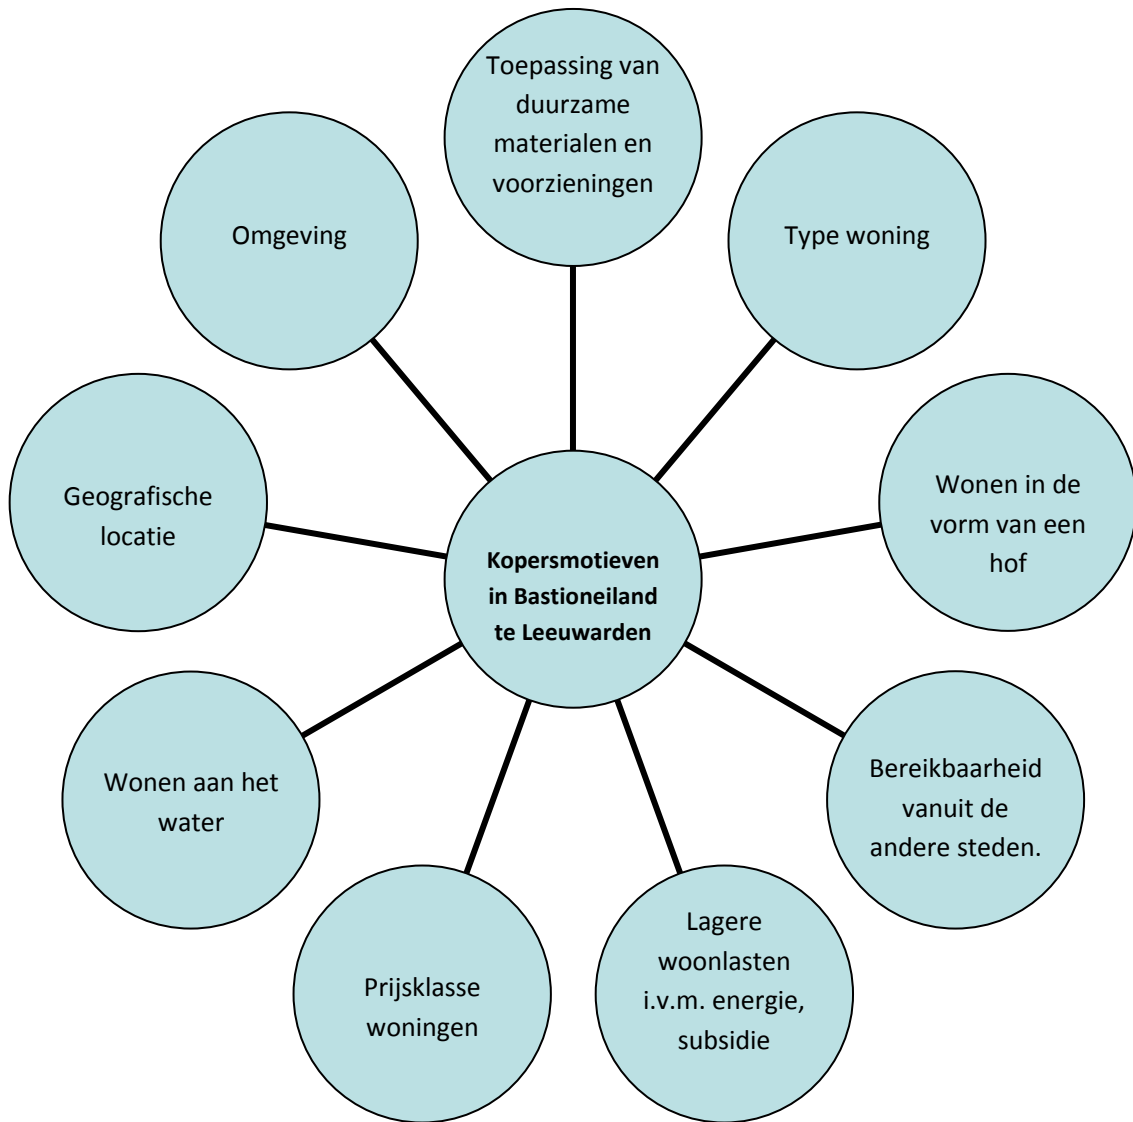 Toepassing van
duurzame
materialen en
voorzieningen
Type woning
Wonen in de
vorm van een
hof
Bereikbaarheid
vanuit de
andere steden.
Lagere
woonlasten
i.v.m. energie,
subsidie
Prijsklasse
woningen
Wonen aan het
water
Geografische
locatie
Omgeving
Kopersmotieven
in Bastioneiland
te Leeuwarden